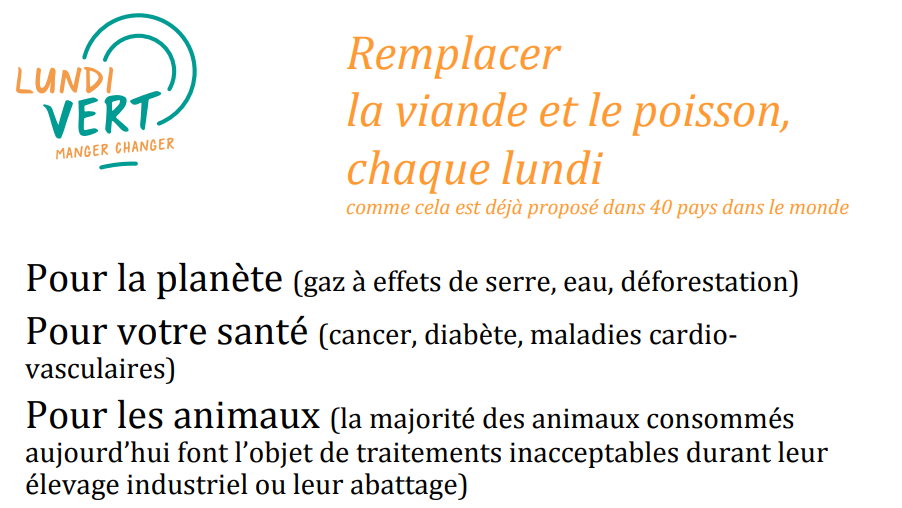 LUNDI
VERT
MANGER CHANGER
Remplacer
la viande et le poisson,
chaque lundi
comme cela est déjà proposé dans 40 pays dans le monde
Pour la planète (gaz à effets de serre, eau, déforestation)
Pour votre santé (cancer, diabète, maladies cardio-
vasculaires)
Pour les animaux (la majorité des animaux consommés
aujourd’hui font l’objet de traitements inacceptables durant leur
élevage industriel ou leur abattage)